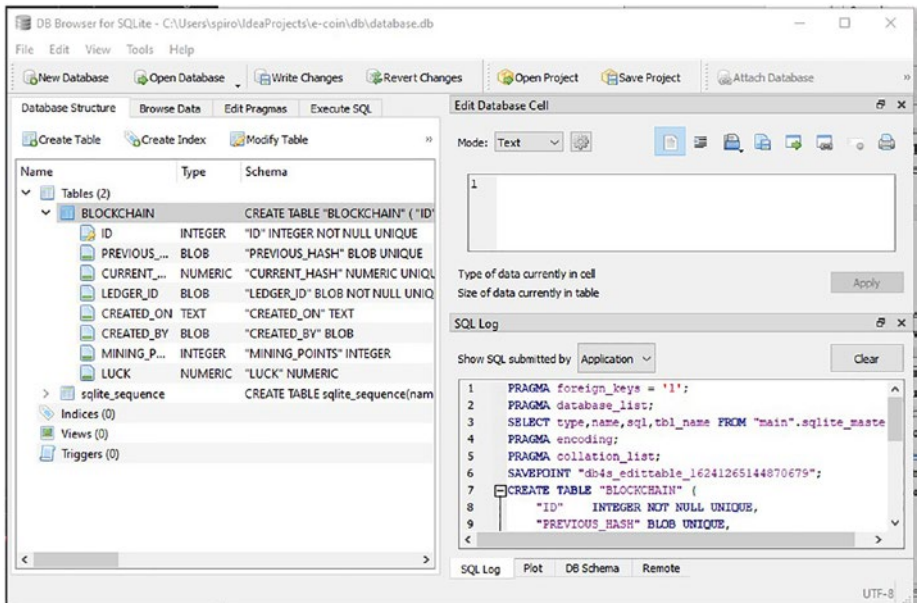 DB Browser for SQLite - C:\Users\spiro\IdeaProjects\e-coin\db\database.db
File Edit View Tools Help
New Database Open Database Write Changes Revert Changes Open Project Save Project Attach Database »
Database Structure Browse Data Edit Pragmas Execute SQL
Create Table Create Index Modify Table »
Name Type Schema
Tables (2)
BLOCKCHAIN CREATE TABLE "BLOCKCHAIN" ( "ID"
ID INTEGER "ID" INTEGER NOT NULL UNIQUE
PREVIOUS_... BLOB "PREVIOUS_HASH" BLOB UNIQUE
CURRENT_... NUMERIC "CURRENT_HASH" NUMERIC UNIQU
LEDGER_ID BLOB "LEDGER_ID" BLOB NOT NULL UNIQ
CREATED_ON TEXT "CREATED_ON" TEXT
CREATED_BY BLOB "CREATED_BY" BLOB
MINING_P... INTEGER "MINING_POINTS" INTEGER
LUCK NUMERIC "LUCK" NUMERIC
sqlite_sequence CREATE TABLE sqlite_sequence(nam
Indices (0)
Views (0)
Triggers (0)
Edit Database Cell
Mode: Text
1
Type of data currently in cell
Size of data currently in table
Apply
SQL Log
Show SQL submitted by Application Clear
1 PRAGMA foreign_keys = '1';
2 PRAGMA database_list;
3 SELECT type,name,sql,tbl_name FROM "main".sqlite_maste
4 PRAGMA encoding;
5 PRAGMA collation_list;
6 SAVEPOINT "db4s_edittable_16241265144870679";
7 CREATE TABLE "BLOCKCHAIN" (
8 "ID" INTEGER NOT NULL UNIQUE,
9 "PREVIOUS_HASH" BLOB UNIQUE,
SQL Log Plot DB Schema Remote
UTF-8